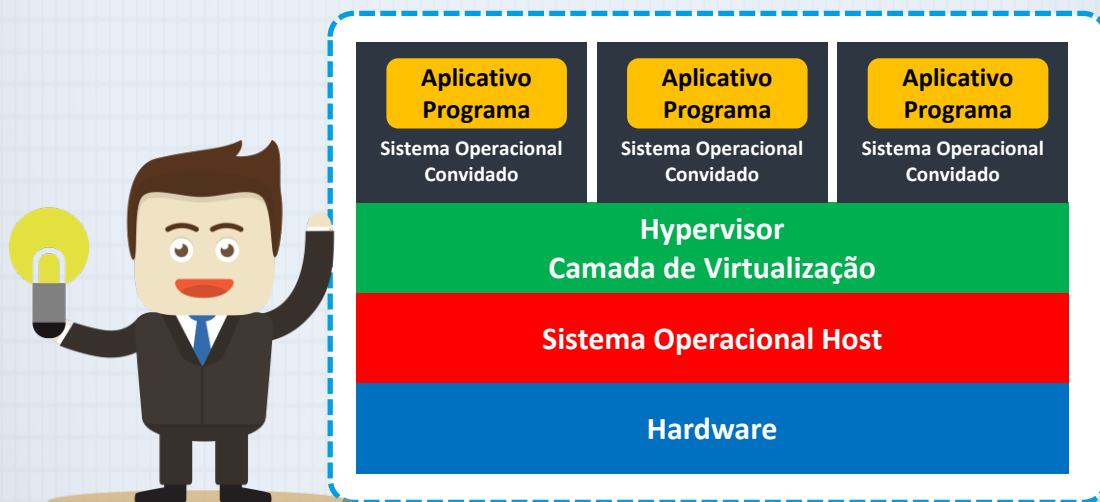 Aplicativo
Programa
Sistema Operacional
Convidado
Aplicativo
Programa
Sistema Operacional
Convidado
Aplicativo
Programa
Sistema Operacional
Convidado
Hypervisor
Camada de Virtualização
Sistema Operacional Host
Hardware